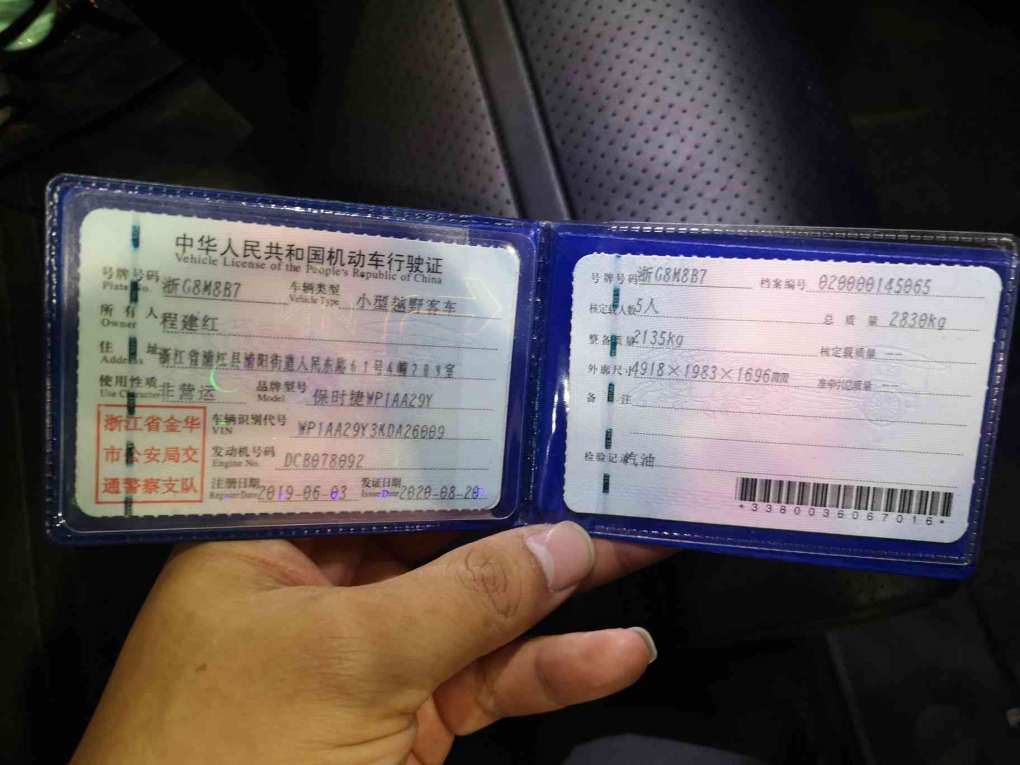 中华人民共和国机动车行驶证
Vehicle License of the People's Republic of China
号牌号码 浙G8M8B7 车辆类型 小型越野客车
Plate No. Vehicle Type
所有人 程建红
Owner
住址 浙江省浦江县浦阳街道人民东路61号4幢203室
Address
使用性质 非营运 品牌型号 保时捷WP1AA29Y
Use Character Model
浙江省金华
市公安局交
通警察支队
车辆识别代号 WP1AA29Y3KDA26009
VIN
发动机号码 DCB078092
Engine No.
注册日期 2019-06-03 发证日期 2020-08-20
Register Date Issue Date
号牌号码 浙G8M8B7 档案编号 020000145065
核定载人数 5人 总质量 2830kg
整备质量 2135kg 核定载质量 --
外廓尺寸 4918×1983×1696mm 准牵引总质量 --
备注
检验记录 汽油
*3380036067016*